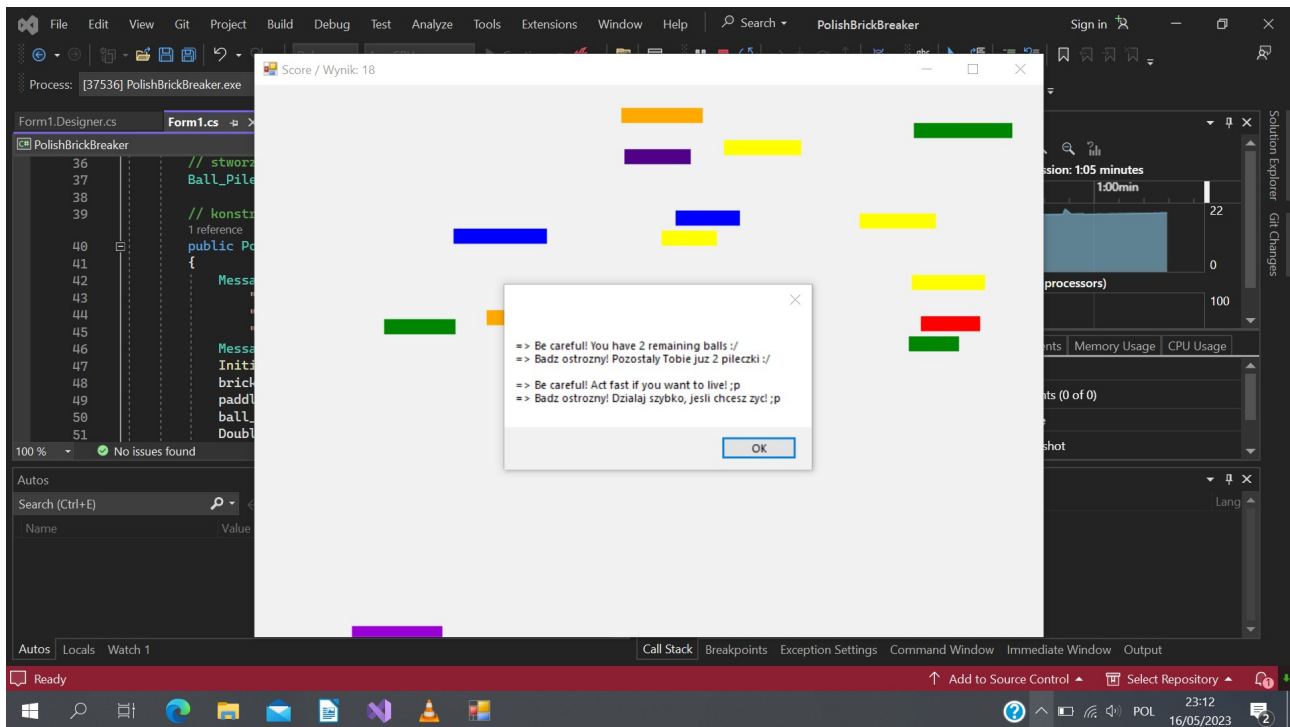 File Edit View Git Project Build Debug Test Analyze Tools Extensions Window Help Search PolishBrickBreaker Sign in
Process: [37536] PolishBrickBreaker.exe
Score / Wynik: 18
Form1.Designer.cs Form1.cs
PolishBrickBreaker
36 // stworz
37 Ball_Pile
38
39 // konst
1 reference
40 public Po
41 {
42 Messa
43 "
44 "
45 "
46 Messa
47 Initi
48 brick
49 paddl
50 ball_
51 Doubl
100 % No issues found
1:05 minutes
1:00min
22
0
processors)
100
=> Be careful! You have 2 remaining balls :/
=> Badz ostrozny! Pozostaly Tobie juz 2 pileczki :/
=> Be careful! Act fast if you want to live! ;p
=> Badz ostrozny! Dzialaj szybko, jesli chcesz zyc! ;p
OK
Memory Usage CPU Usage
(0 of 0)
Solution Explorer
Git Changes
Autos
Search (Ctrl+E)
Name Value Lang
Autos Locals Watch 1
Call Stack Breakpoints Exception Settings Command Window Immediate Window Output
Ready Add to Source Control Select Repository 1
POL 23:12
16/05/2023 2